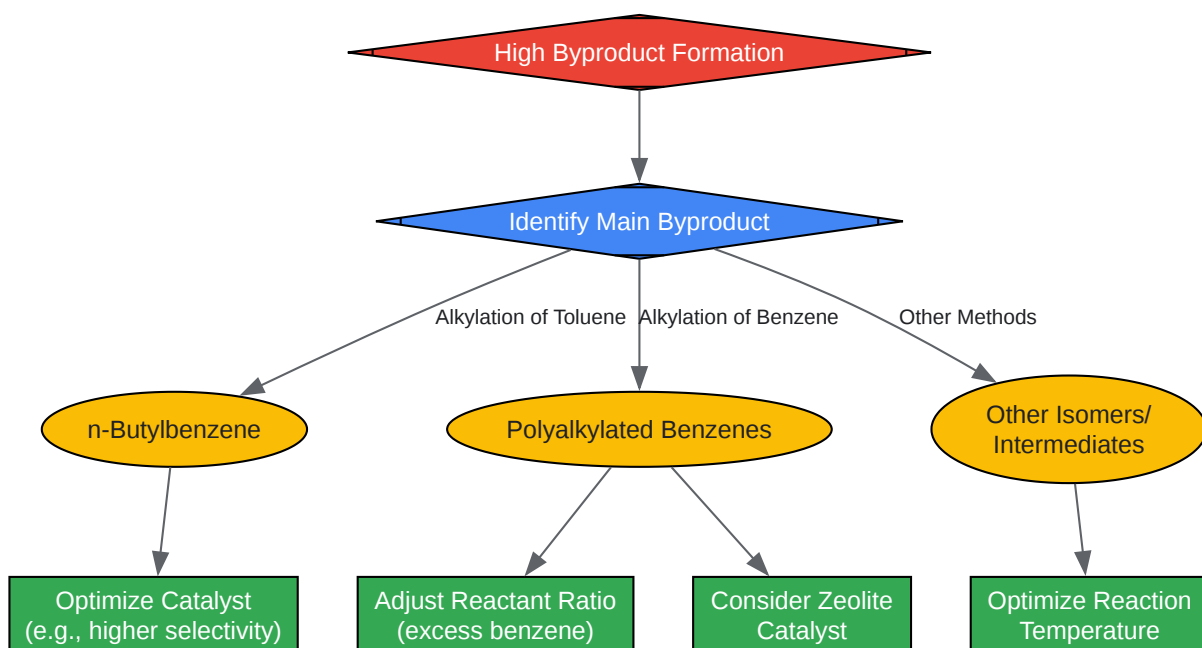 High Byproduct Formation
Identify Main Byproduct
Alkylation of Toluene
Alkylation of Benzene
Other Methods
n-Butylbenzene
Polyalkylated Benzenes
Other Isomers/
Intermediates
Optimize Catalyst
(e.g., higher selectivity)
Adjust Reactant Ratio
(excess benzene)
Consider Zeolite
Catalyst
Optimize Reaction
Temperature